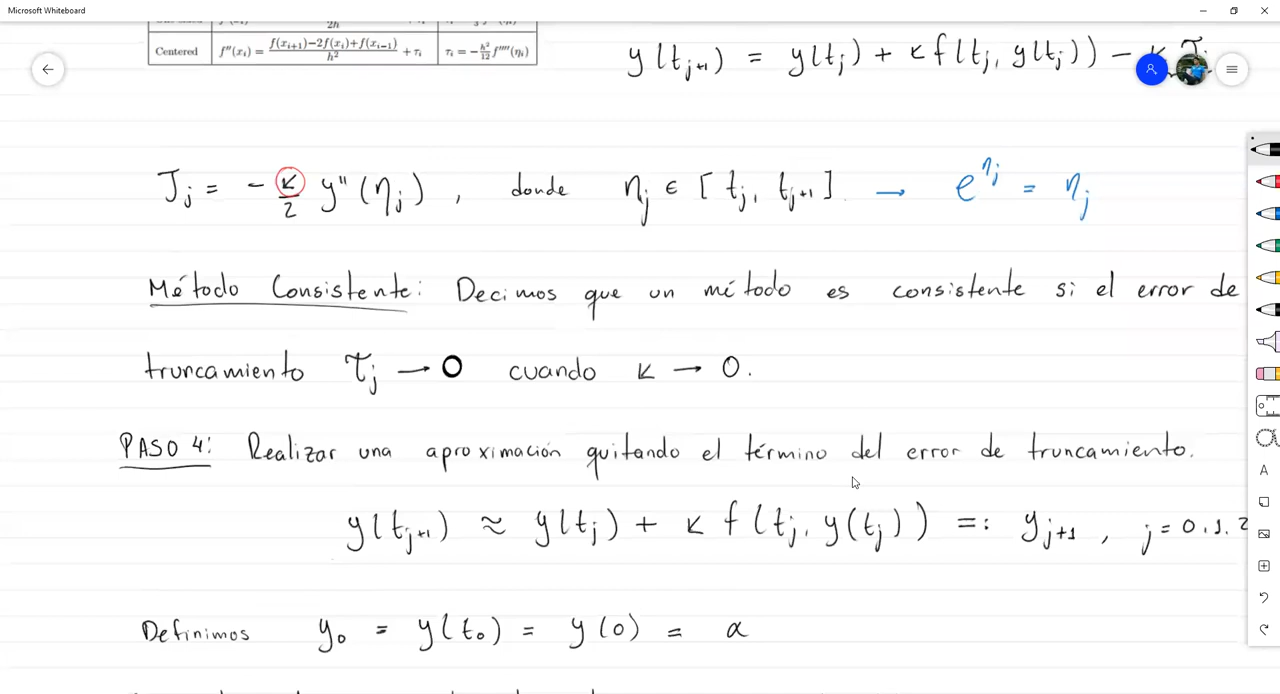 Microsoft Whiteboard
2h
Centered f''(x_i) = (f(x_{i+1})−2f(x_i)+f(x_{i−1}))/h² + τ_i τ_i = −h²/12 f''''(η_i)
y(t_{j+1}) = y(t_j) + k f(t_j, y(t_j)) − k τ_j
τ_j = − k/2 y''(η_j), donde η_j ∈ [t_j, t_{j+1}] → e^{η_j} = η_j
Método Consistente: Decimos que un método es consistente si el error de
truncamiento τ_j → 0 cuando k → 0.
PASO 4: Realizar una aproximación quitando el término del error de truncamiento.
y(t_{j+1}) ≈ y(t_j) + k f(t_j, y(t_j)) =: y_{j+1}, j = 0, 1, 2
Definimos y_0 = y(t_0) = y(0) = α
A